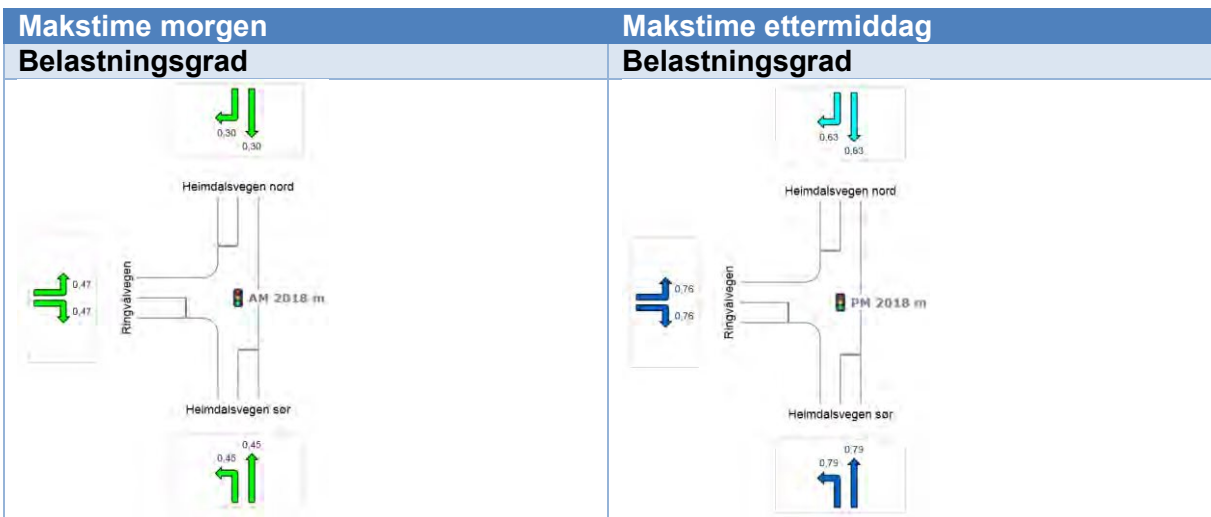 Makstime morgen
Makstime ettermiddag
Belastningsgrad
Belastningsgrad
0,30
0,30
Heimdalsvegen nord
0,47
0,47
Ringvålvegen
AM 2018 m
Heimdalsvegen sør
0,45
0,45
0,63
0,63
Heimdalsvegen nord
0,76
0,76
Ringvålvegen
PM 2018 m
Heimdalsvegen sør
0,79
0,79